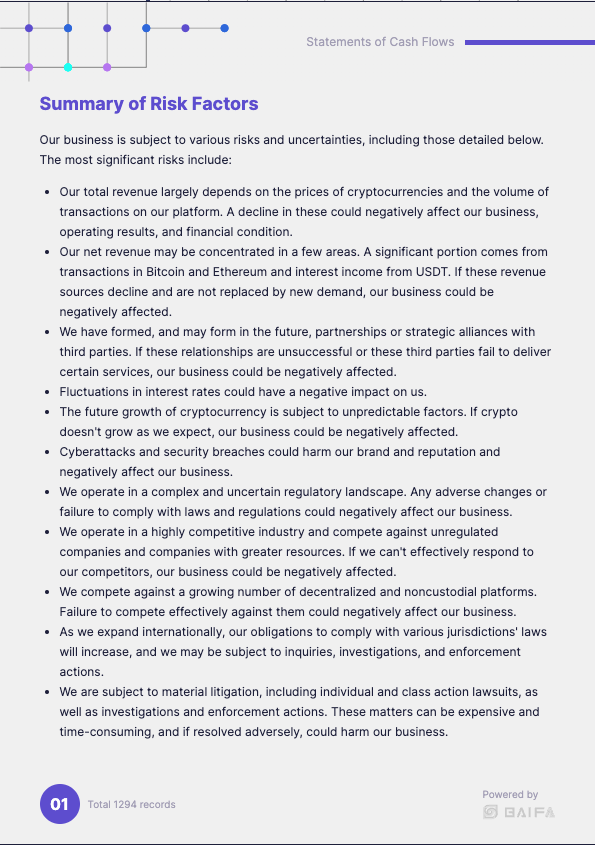 Statements of Cash Flows
Summary of Risk Factors
Our business is subject to various risks and uncertainties, including those detailed below.
The most significant risks include:
• Our total revenue largely depends on the prices of cryptocurrencies and the volume of
transactions on our platform. A decline in these could negatively affect our business,
operating results, and financial condition.
• Our net revenue may be concentrated in a few areas. A significant portion comes from
transactions in Bitcoin and Ethereum and interest income from USDT. If these revenue
sources decline and are not replaced by new demand, our business could be
negatively affected.
• We have formed, and may form in the future, partnerships or strategic alliances with
third parties. If these relationships are unsuccessful or these third parties fail to deliver
certain services, our business could be negatively affected.
• Fluctuations in interest rates could have a negative impact on us.
• The future growth of cryptocurrency is subject to unpredictable factors. If crypto
doesn't grow as we expect, our business could be negatively affected.
• Cyberattacks and security breaches could harm our brand and reputation and
negatively affect our business.
• We operate in a complex and uncertain regulatory landscape. Any adverse changes or
failure to comply with laws and regulations could negatively affect our business.
• We operate in a highly competitive industry and compete against unregulated
companies and companies with greater resources. If we can't effectively respond to
our competitors, our business could be negatively affected.
• We compete against a growing number of decentralized and noncustodial platforms.
Failure to compete effectively against them could negatively affect our business.
• As we expand internationally, our obligations to comply with various jurisdictions' laws
will increase, and we may be subject to inquiries, investigations, and enforcement
actions.
• We are subject to material litigation, including individual and class action lawsuits, as
well as investigations and enforcement actions. These matters can be expensive and
time-consuming, and if resolved adversely, could harm our business.
01 Total 1294 records
Powered by
BAIFA